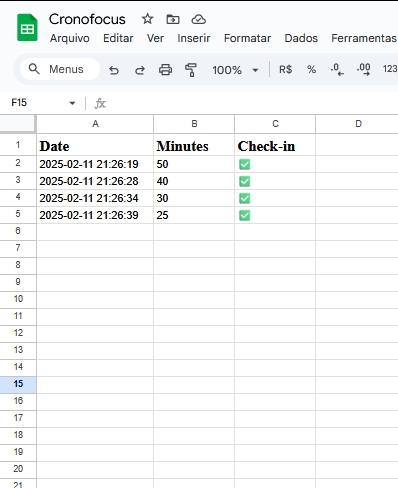 Cronofocus
Arquivo Editar Ver Inserir Formatar Dados Ferramentas
Menus 100% R$ % .0 .00 123
F15 fx
A B C D
1 Date Minutes Check-in
2 2025-02-11 21:26:19 50 ✅
3 2025-02-11 21:26:28 40 ✅
4 2025-02-11 21:26:34 30 ✅
5 2025-02-11 21:26:39 25 ✅
6
7
8
9
10
11
12
13
14
15
16
17
18
19
20
21